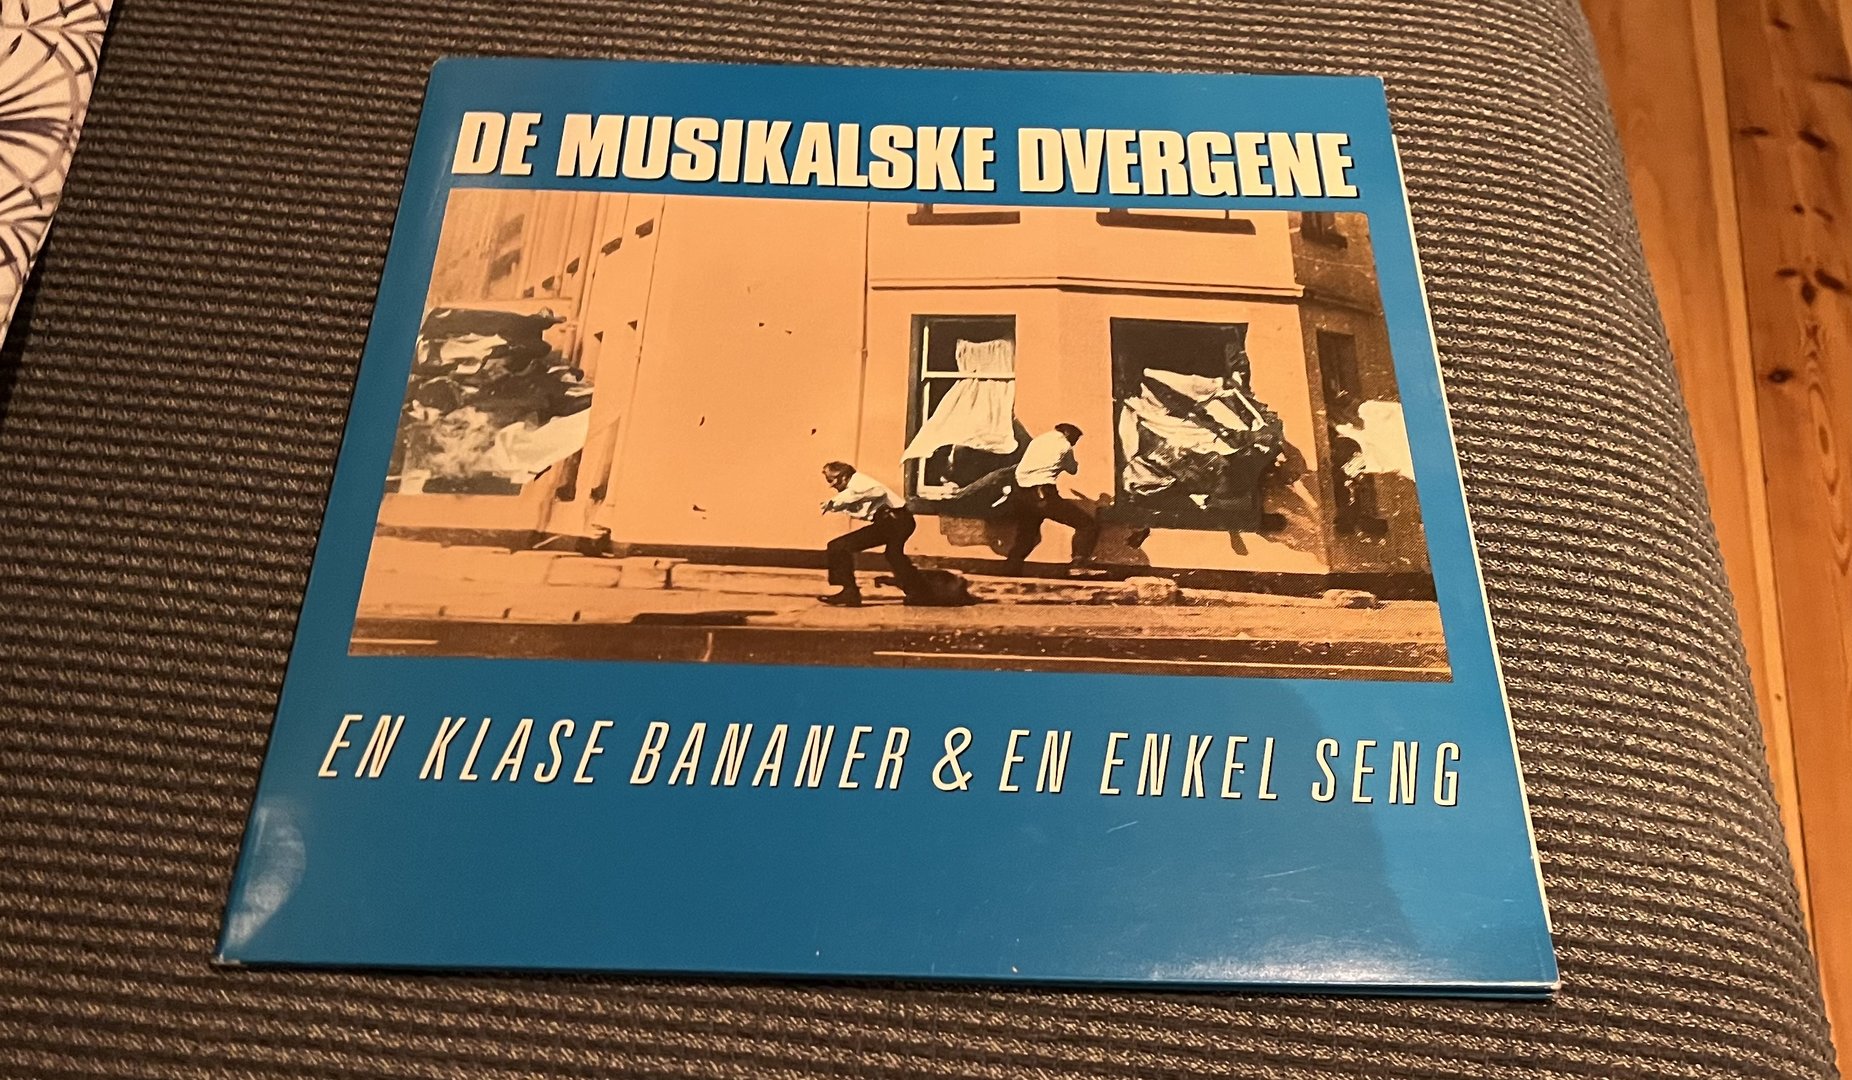 DE MUSIKALSKE DVERGENE
EN KLASE BANANER & EN ENKEL SENG